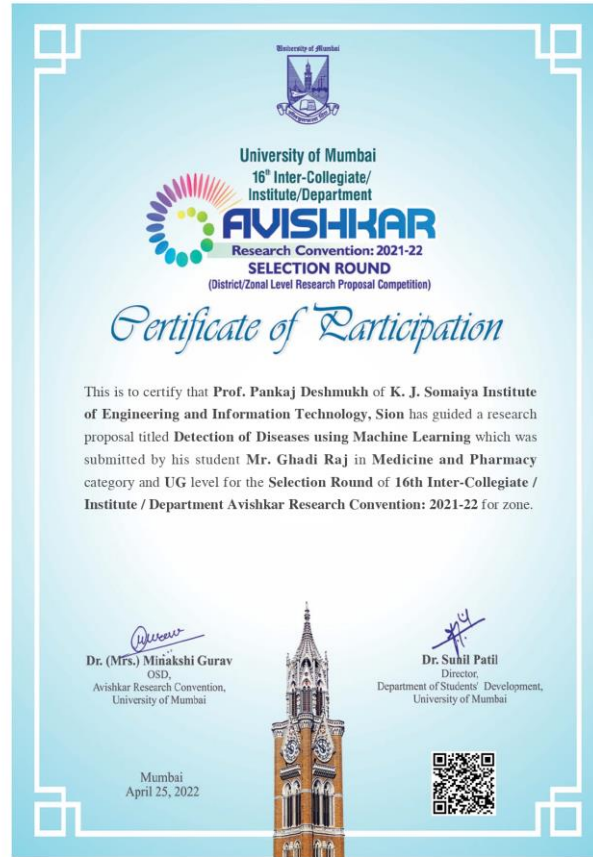 University of Mumbai
University of Mumbai
16th Inter-Collegiate/
Institute/Department
AVISHKAR
Research Convention: 2021-22
SELECTION ROUND
(District/Zonal Level Research Proposal Competition)
Certificate of Participation
This is to certify that Prof. Pankaj Deshmukh of K. J. Somaiya Institute
of Engineering and Information Technology, Sion has guided a research
proposal titled Detection of Diseases using Machine Learning which was
submitted by his student Mr. Ghadi Raj in Medicine and Pharmacy
category and UG level for the Selection Round of 16th Inter-Collegiate /
Institute / Department Avishkar Research Convention: 2021-22 for zone.
Dr. (Mrs.) Minakshi Gurav
OSD,
Avishkar Research Convention,
University of Mumbai
Dr. Sunil Patil
Director,
Department of Students' Development,
University of Mumbai
Mumbai
April 25, 2022